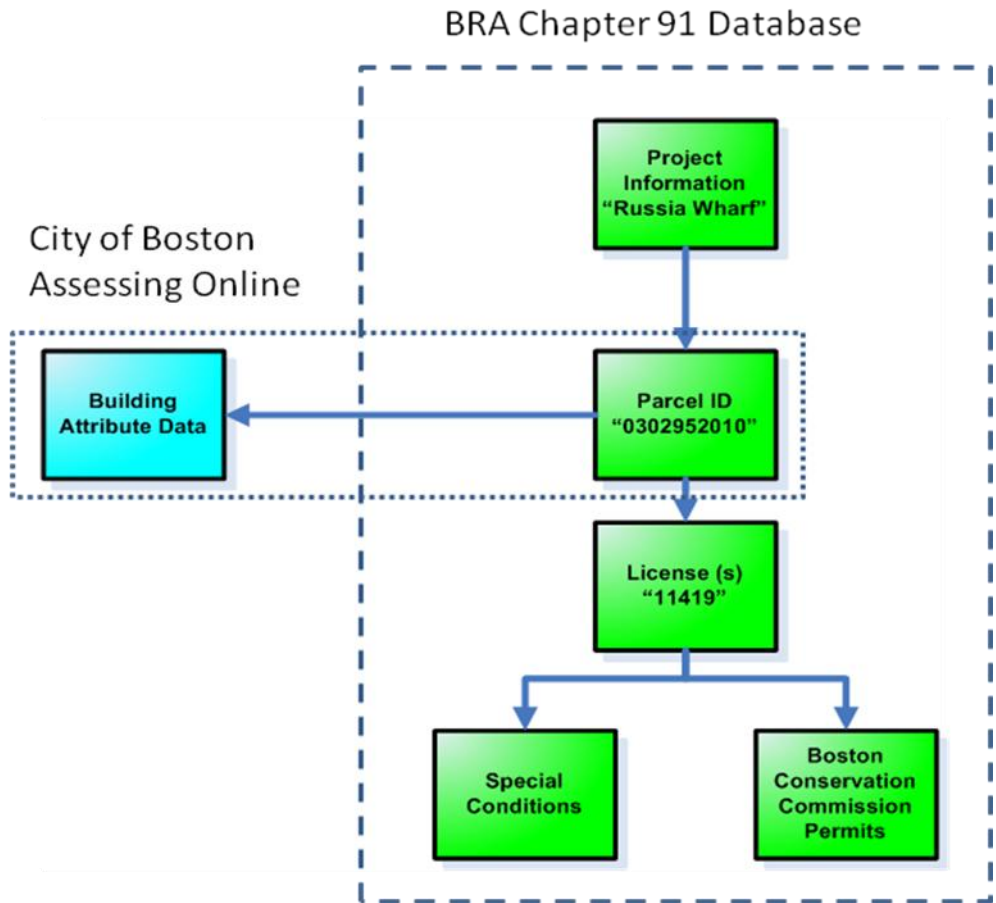 BRA Chapter 91 Database
Project
Information
“Russia Wharf”
City of Boston
Assessing Online
Building
Attribute Data
Parcel ID
“0302952010”
License (s)
“11419”
Special
Conditions
Boston
Conservation
Commission
Permits